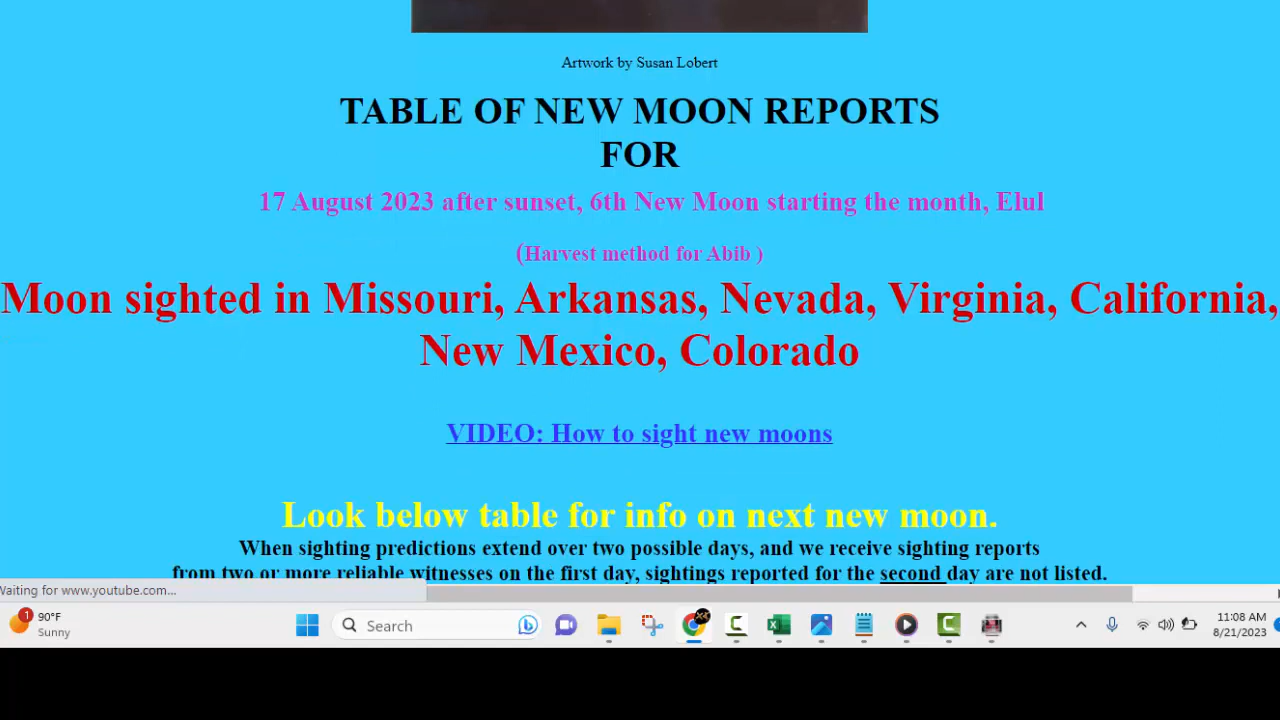 Artwork by Susan Lobert
TABLE OF NEW MOON REPORTS
FOR
17 August 2023 after sunset, 6th New Moon starting the month, Elul
(Harvest method for Abib )
Moon sighted in Missouri, Arkansas, Nevada, Virginia, California,
New Mexico, Colorado
VIDEO: How to sight new moons
Look below table for info on next new moon.
When sighting predictions extend over two possible days, and we receive sighting reports
from two or more reliable witnesses on the first day, sightings reported for the second day are not listed.
Waiting for www.youtube.com...
1
90°F
Sunny
Search
11:08 AM
8/21/2023